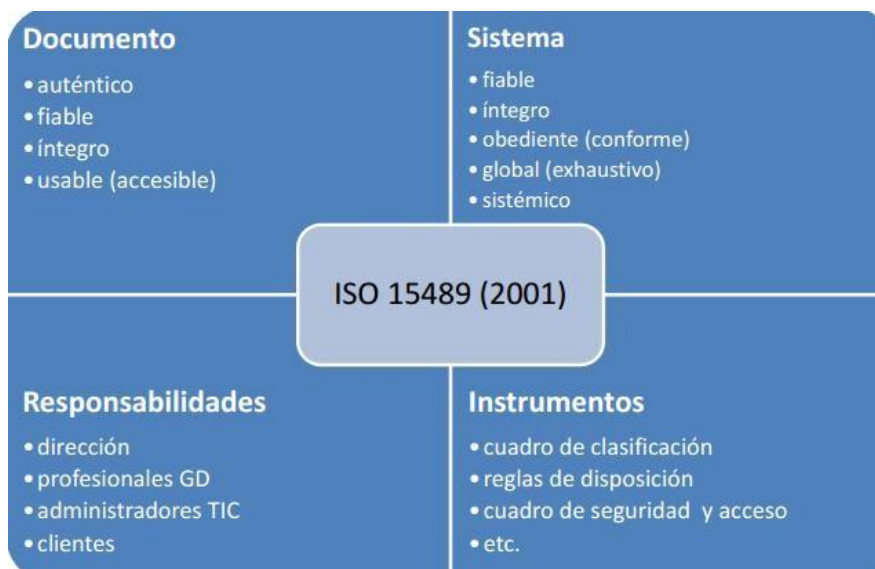 Documento
• auténtico
• fiable
• íntegro
• usable (accesible)
Sistema
• fiable
• íntegro
• obediente (conforme)
• global (exhaustivo)
• sistémico
ISO 15489 (2001)
Responsabilidades
• dirección
• profesionales GD
• administradores TIC
• clientes
Instrumentos
• cuadro de clasificación
• reglas de disposición
• cuadro de seguridad y acceso
• etc.